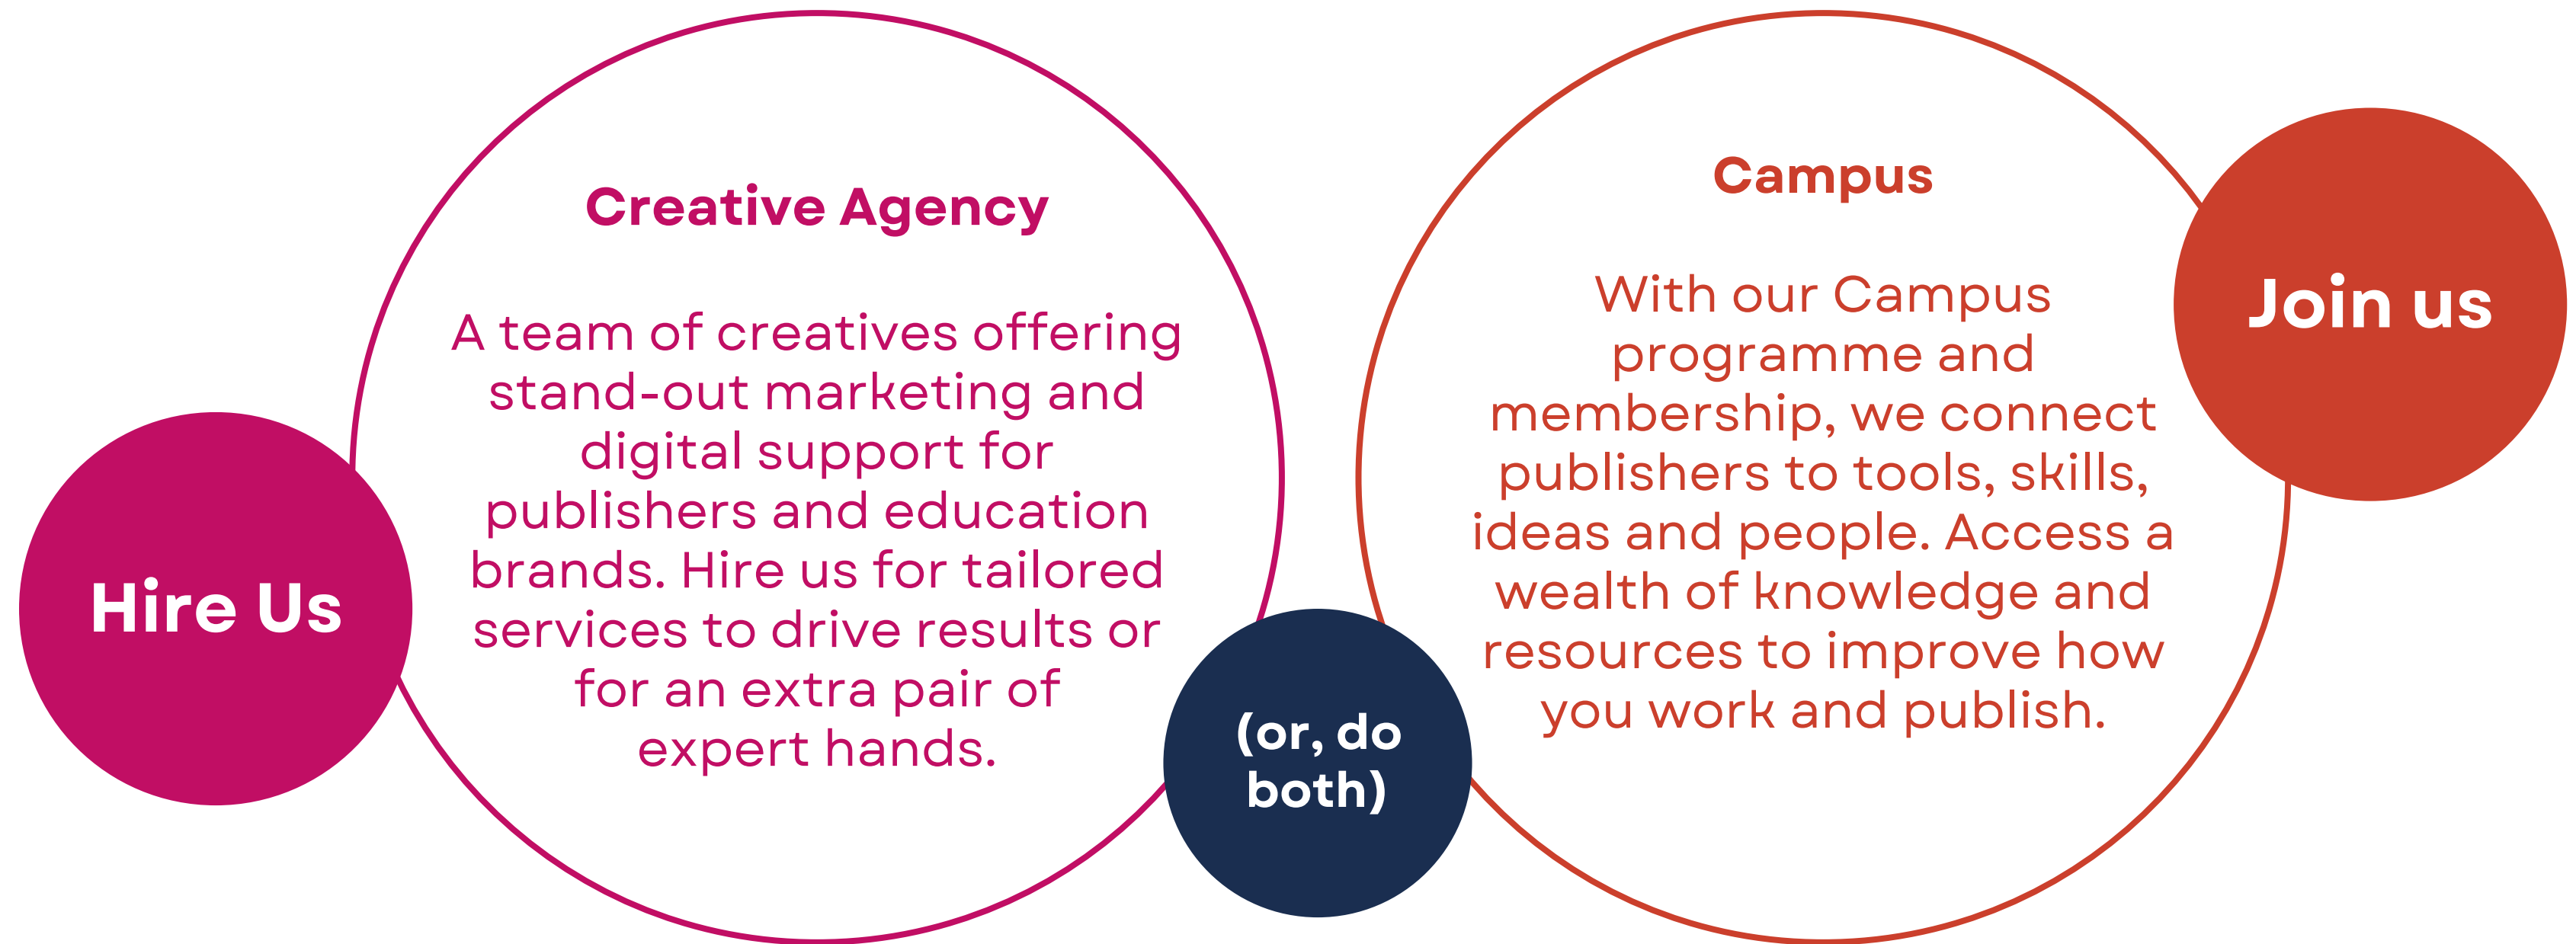 Hire Us
Creative Agency
A team of creatives offering
stand-out marketing and
digital support for
publishers and education
brands. Hire us for tailored
services to drive results or
for an extra pair of
expert hands.
(or, do
both)
Campus
With our Campus
programme and
membership, we connect
publishers to tools, skills,
ideas and people. Access a
wealth of knowledge and
resources to improve how
you work and publish.
Join us